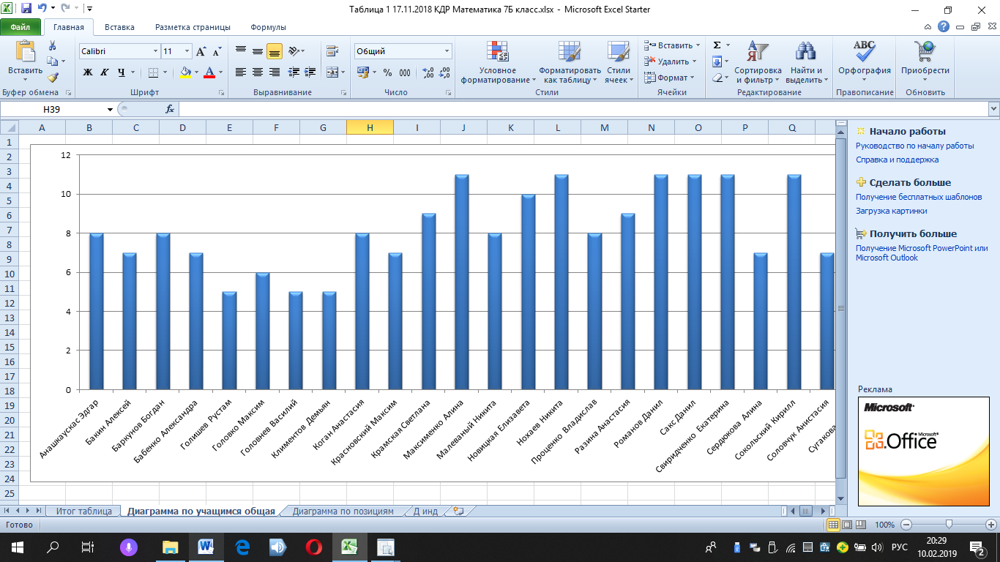 Таблица 1 17.11.2018 КДР Математика 7Б класс.xlsx - Microsoft Excel Starter
Файл Главная Вставка Разметка страницы Формулы
Вставить
Буфер обмена
Calibri 11
Ж К Ч
Шрифт
Выравнивание
Общий
% 000
Число
Условное форматирование
Форматировать как таблицу
Стили ячеек
Стили
Вставить
Удалить
Формат
Ячейки
Σ
Сортировка и фильтр
Найти и выделить
Редактирование
ABC
Орфография
Правописание
Приобрести
Обновить
H39 fx
A B C D E F G H I J K L M N O P Q
1
2
3
4
5
6
7
8
9
10
11
12
13
14
15
16
17
18
19
20
21
22
23
24
25
12
10
8
6
4
2
0
Анашкаускас Эдгар
Бакин Алексей
Баркунов Богдан
Бабенко Александра
Голишев Рустам
Головко Максим
Головнев Василий
Климентов Демьян
Коган Анастасия
Красновский Максим
Крамская Светлана
Максименко Алина
Малеваный Никита
Новицкая Елизавета
Нохаев Никита
Проценко Владислав
Разина Анастасия
Романов Данил
Сакс Данил
Свиридченко Екатерина
Сердюкова Алина
Сокольский Кирилл
Соловчук Анистасия
Сугакова
Начало работы
Руководство по началу работы
Справка и поддержка
Сделать больше
Получение бесплатных шаблонов
Загрузка картинки
Получить больше
Получение Microsoft PowerPoint или
Microsoft Outlook
Реклама
Microsoft®
Microsoft®
Office
Итог таблица Диаграмма по учащимся общая Диаграмма по позициям Д инд
Готово 100%
РУС
20:29
10.02.2019
2